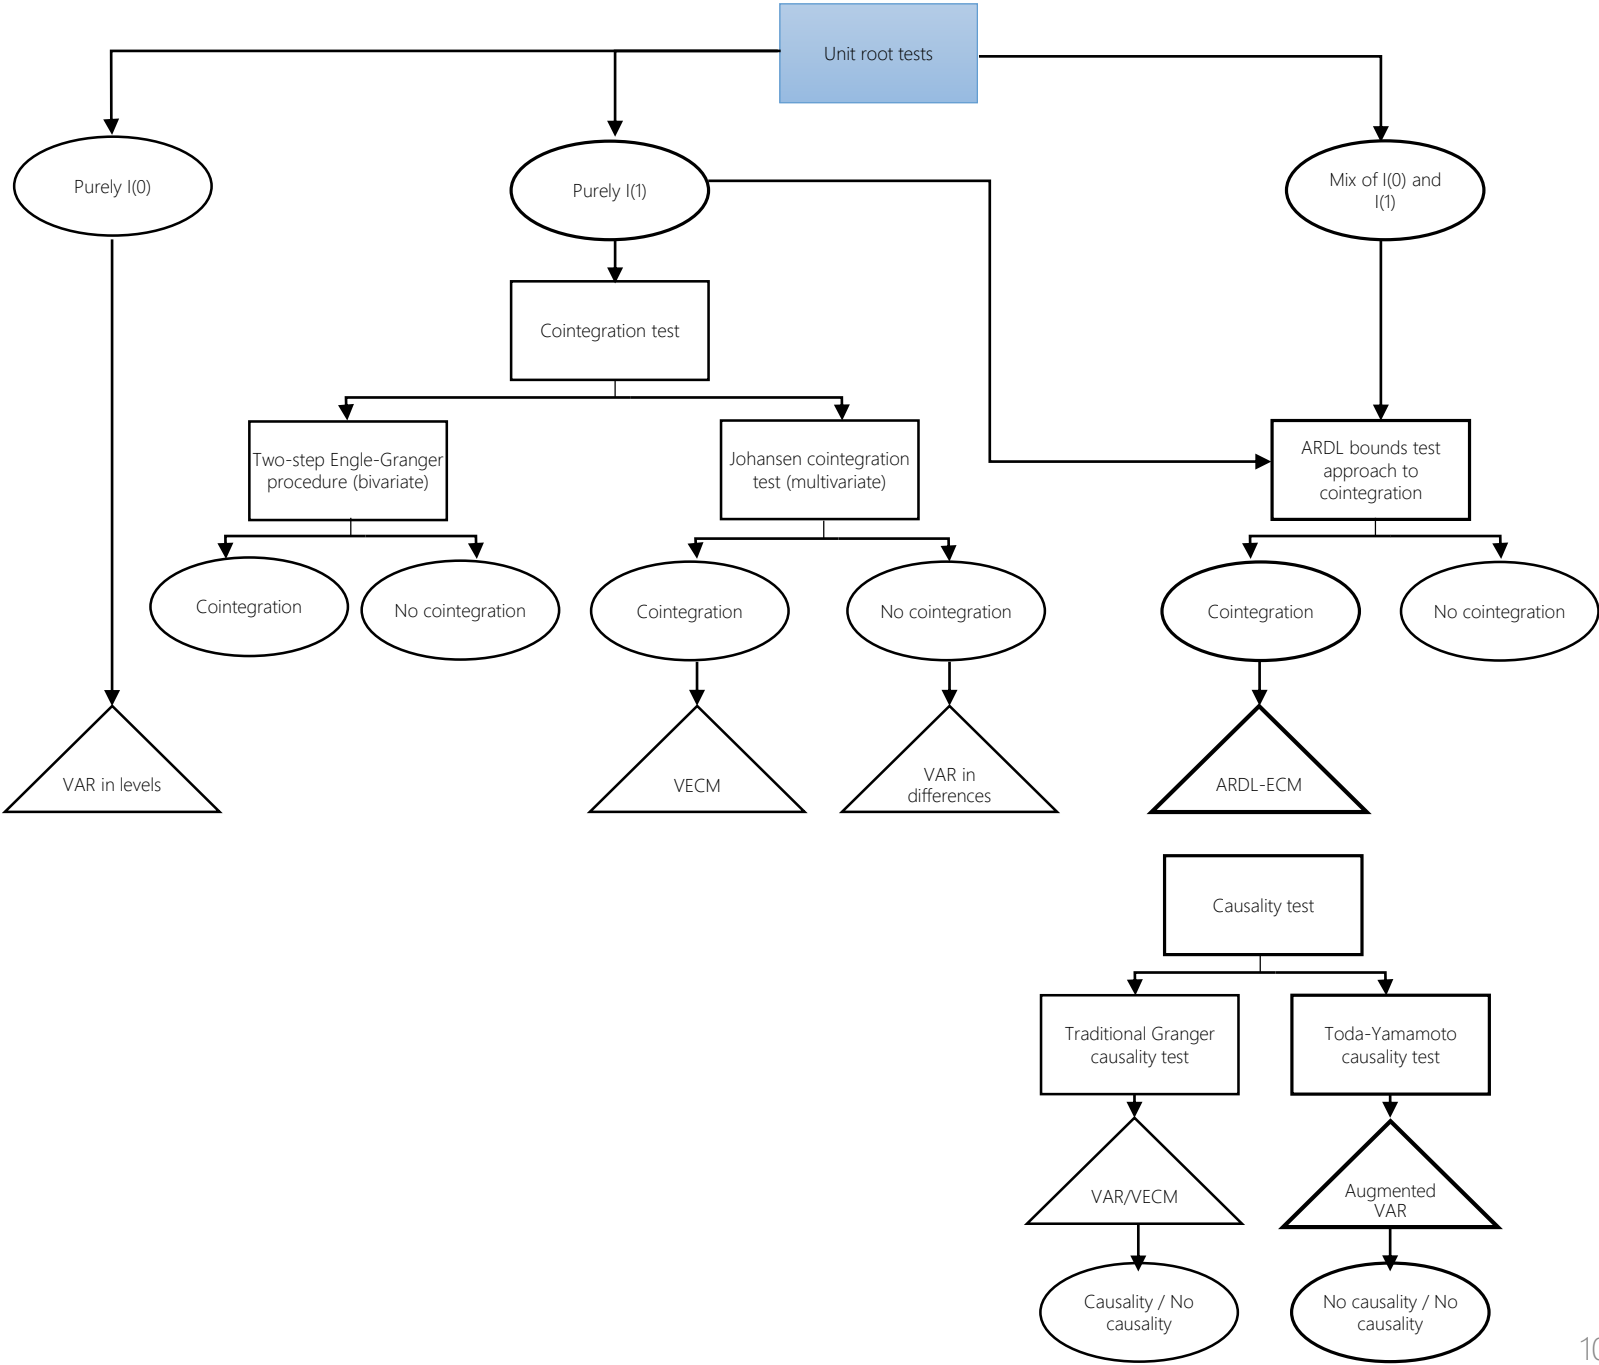 Unit root tests
Purely I(0)
Purely I(1)
Mix of I(0) and
I(1)
Cointegration test
Two-step Engle-Granger
procedure (bivariate)
Johansen cointegration
test (multivariate)
ARDL bounds test
approach to
cointegration
Cointegration
No cointegration
Cointegration
No cointegration
Cointegration
No cointegration
VAR in levels
VECM
VAR in
differences
ARDL-ECM
Causality test
Traditional Granger
causality test
Toda-Yamamoto
causality test
VAR/VECM
Augmented
VAR
Causality / No
causality
No causality / No
causality